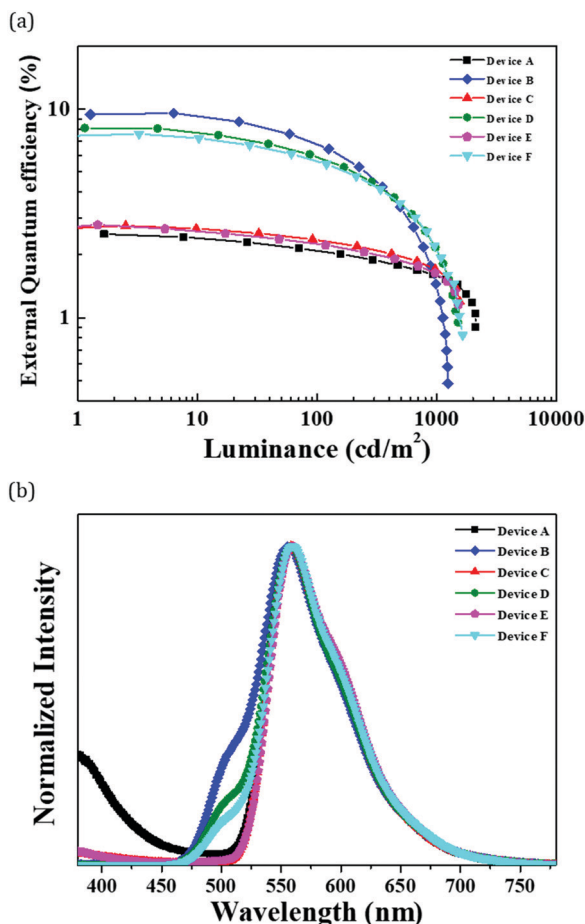 (a)
External Quantum efficiency (%)
10
1
Device A
Device B
Device C
Device D
Device E
Device F
1 10 100 1000 10000
Luminance (cd/m²)
(b)
Normalized Intensity
Device A
Device B
Device C
Device D
Device E
Device F
400 450 500 550 600 650 700 750
Wavelength (nm)